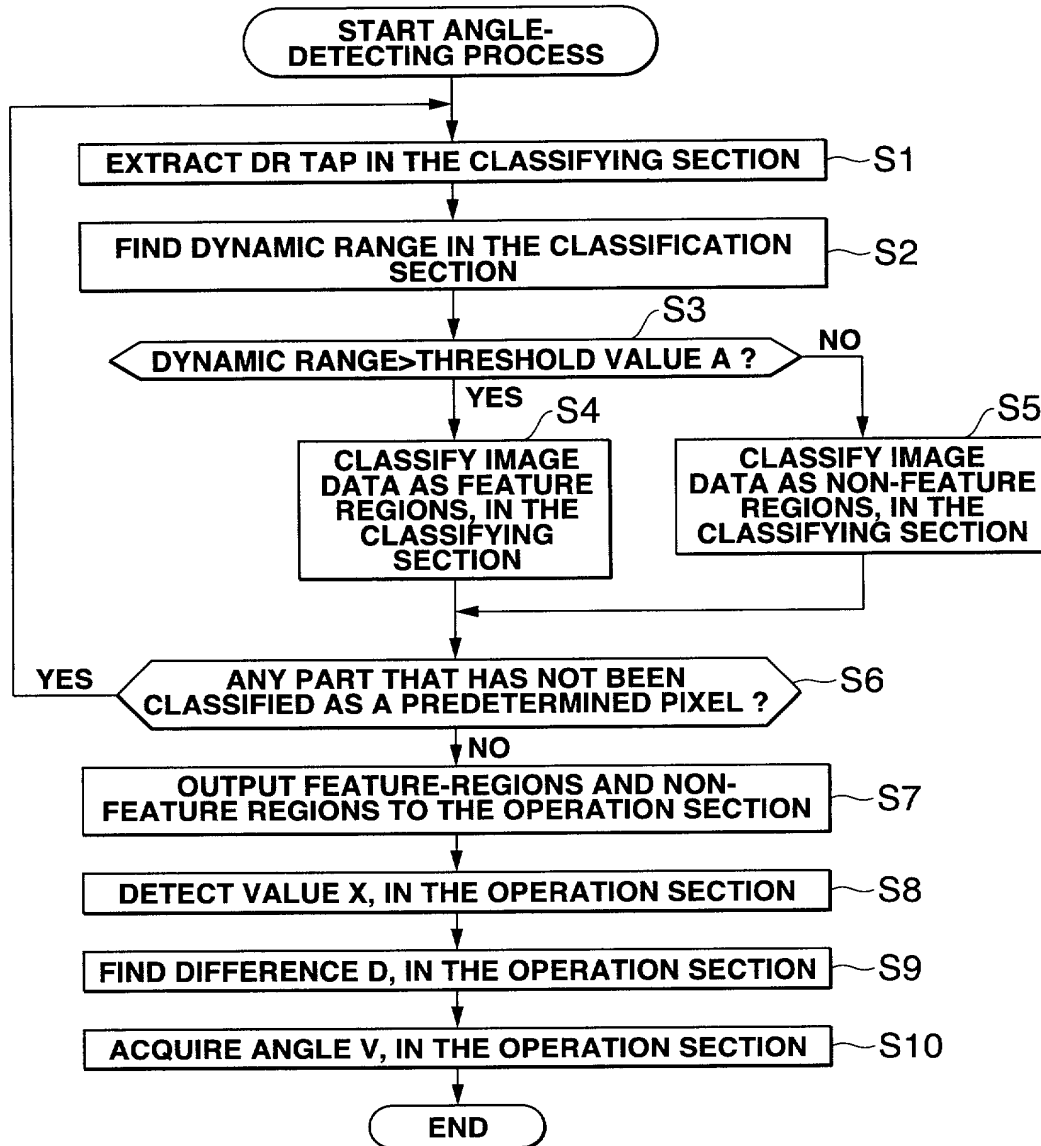 START ANGLE-
DETECTING PROCESS
EXTRACT DR TAP IN THE CLASSIFYING SECTION
S1
FIND DYNAMIC RANGE IN THE CLASSIFICATION
SECTION
S2
S3
DYNAMIC RANGE>THRESHOLD VALUE A ?
NO
YES
S4
CLASSIFY IMAGE
DATA AS FEATURE
REGIONS, IN THE
CLASSIFYING
SECTION
S5
CLASSIFY IMAGE
DATA AS NON-FEATURE
REGIONS, IN THE
CLASSIFYING SECTION
YES
ANY PART THAT HAS NOT BEEN
CLASSIFIED AS A PREDETERMINED PIXEL ?
S6
NO
OUTPUT FEATURE-REGIONS AND NON-
FEATURE REGIONS TO THE OPERATION SECTION
S7
DETECT VALUE X, IN THE OPERATION SECTION
S8
FIND DIFFERENCE D, IN THE OPERATION SECTION
S9
ACQUIRE ANGLE V, IN THE OPERATION SECTION
S10
END